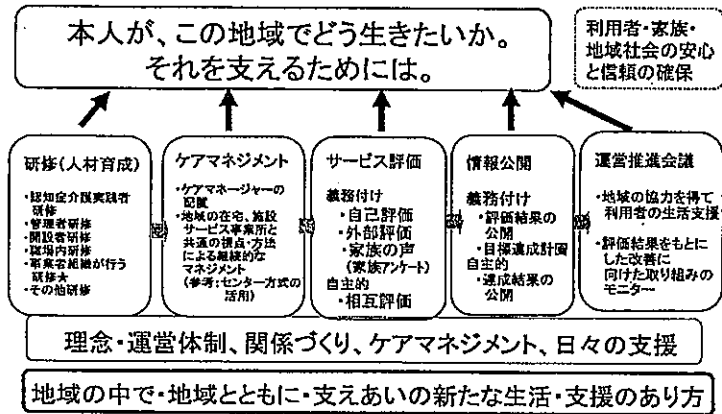 本人が、この地域でどう生きたいか。
それを支えるためには。
利用者・家族・
地域社会の安心
と信頼の確保
研修(人材育成)
・認知症介護実践者
研修
・管理者研修
・開設者研修
・職場内研修
・事業者組織が行う
研修★
・その他研修
ケアマネジメント
・ケアマネージャーの
配置
・地域の在宅、施設
サービス事業所と
共通の視点・方法
による継続的な
マネジメント
(参考:センター方式の
活用)
サービス評価
義務付け
・自己評価
・外部評価
・家族の声
(家族アンケート)
自主的
・相互評価
情報公開
義務付け
・評価結果の
公開
・目標達成計画
自主的
・達成結果の
公開
運営推進会議
・地域の協力を得て
利用者の生活支援
・評価結果をもとに
した改善に
向けた取り組みの
モニター
理念・運営体制、関係づくり、ケアマネジメント、日々の支援
地域の中で・地域とともに・支えあいの新たな生活・支援のあり方